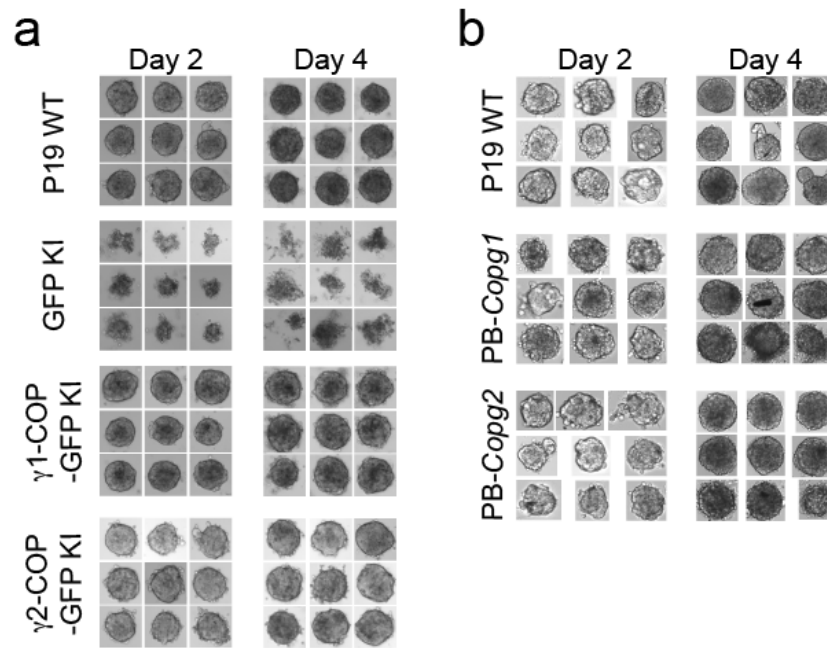 a
Day 2 Day 4
P19 WT
GFP KI
γ1-COP
-GFP KI
γ2-COP
-GFP KI
b
Day 2 Day 4
P19 WT
PB-Copg1
PB-Copg2